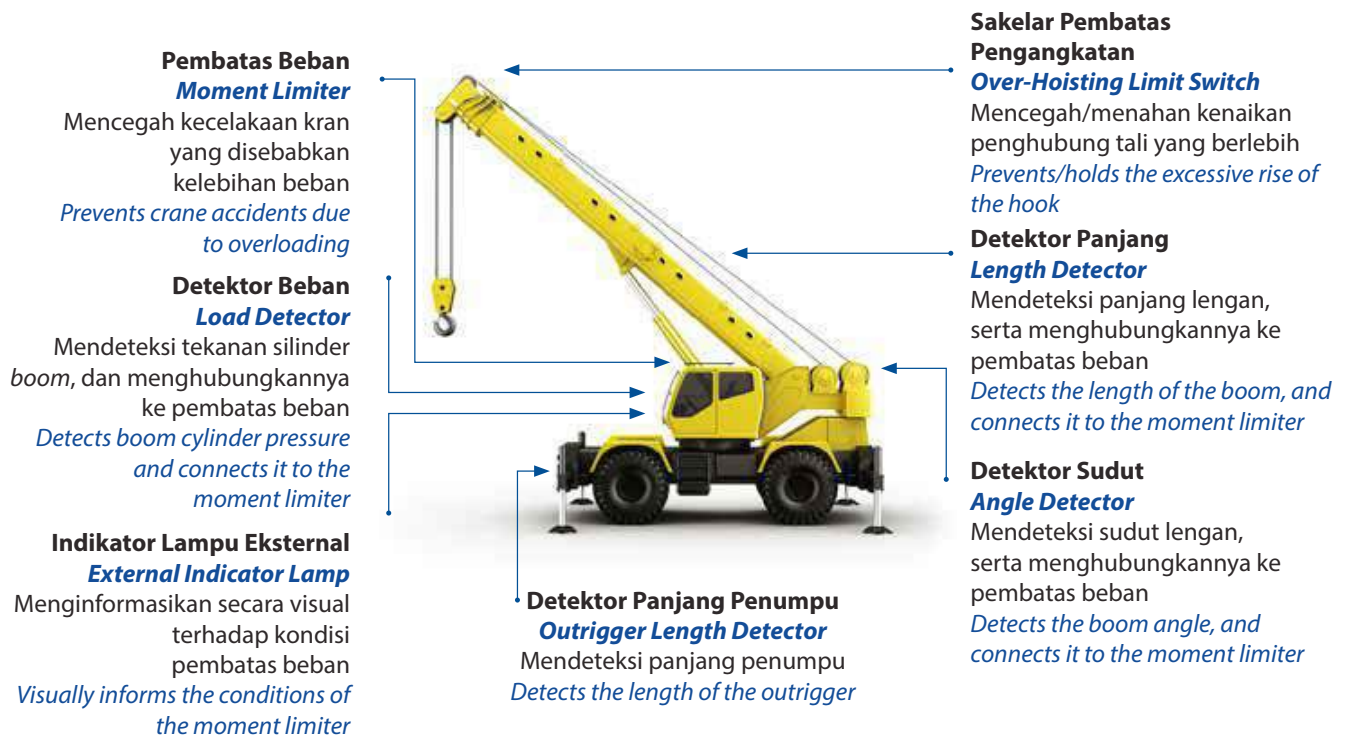 Pembatas Beban
Moment Limiter
Mencegah kecelakaan kran
yang disebabkan
kelebihan beban
Prevents crane accidents due
to overloading
Detektor Beban
Load Detector
Mendeteksi tekanan silinder
boom, dan menghubungkannya
ke pembatas beban
Detects boom cylinder pressure
and connects it to the
moment limiter
Indikator Lampu Eksternal
External Indicator Lamp
Menginformasikan secara visual
terhadap kondisi
pembatas beban
Visually informs the conditions of
the moment limiter
Detektor Panjang Penumpu
Outrigger Length Detector
Mendeteksi panjang penumpu
Detects the length of the outrigger
Sakelar Pembatas
Pengangkatan
Over-Hoisting Limit Switch
Mencegah/menahan kenaikan
penghubung tali yang berlebih
Prevents/holds the excessive rise of
the hook
Detektor Panjang
Length Detector
Mendeteksi panjang lengan,
serta menghubungkannya ke
pembatas beban
Detects the length of the boom, and
connects it to the moment limiter
Detektor Sudut
Angle Detector
Mendeteksi sudut lengan,
serta menghubungkannya ke
pembatas beban
Detects the boom angle, and
connects it to the moment limiter